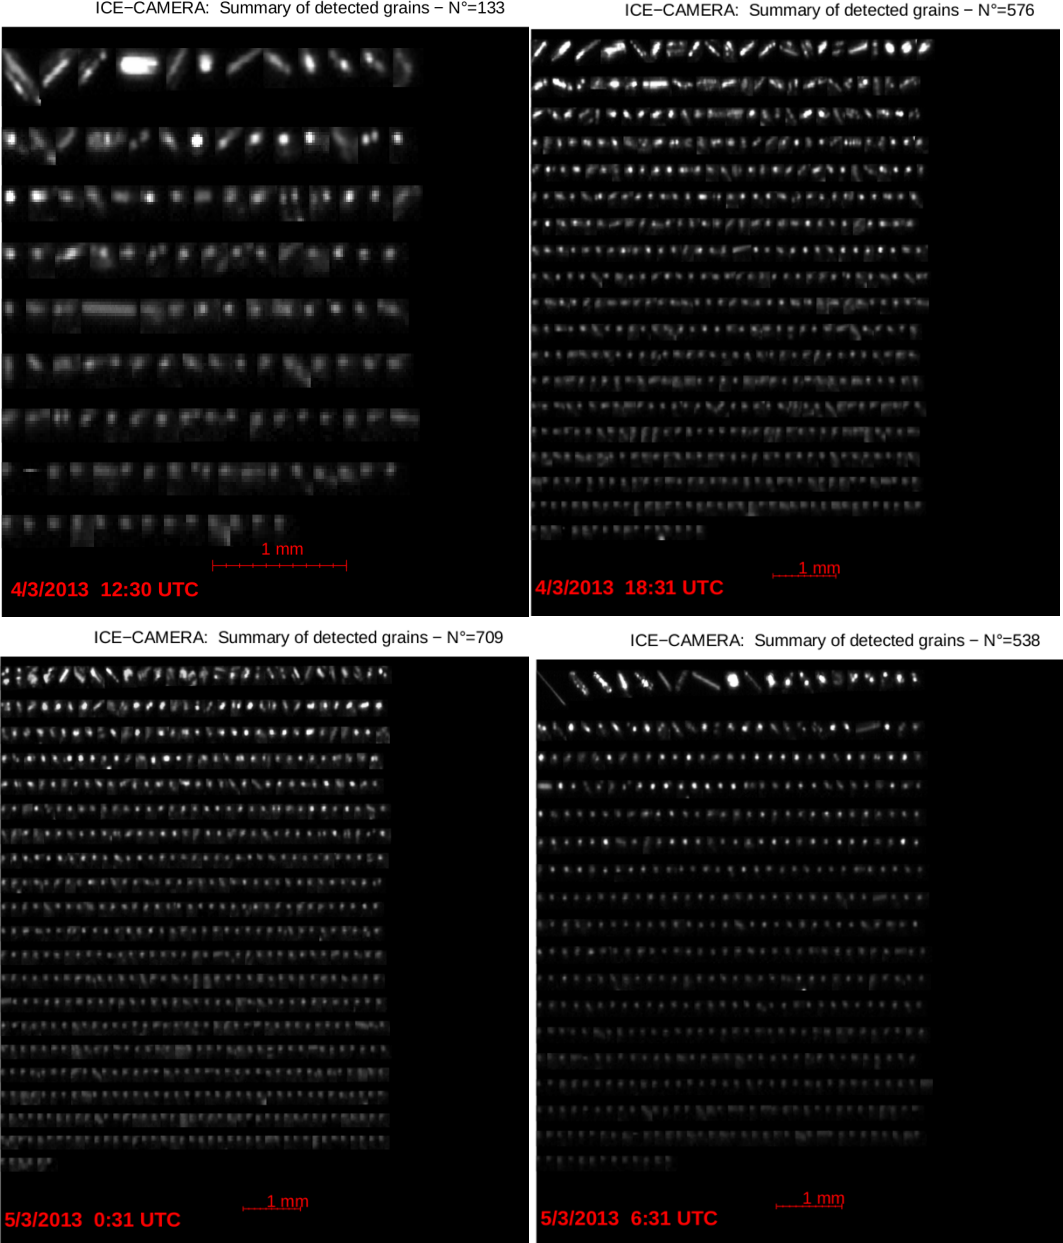 ICE−CAMERA:  Summary of detected grains − N°=133
ICE−CAMERA:  Summary of detected grains − N°=576
1 mm
4/3/2013  12:30 UTC
1 mm
4/3/2013  18:31 UTC
ICE−CAMERA:  Summary of detected grains − N°=709
ICE−CAMERA:  Summary of detected grains − N°=538
1 mm
5/3/2013  0:31 UTC
1 mm
5/3/2013  6:31 UTC